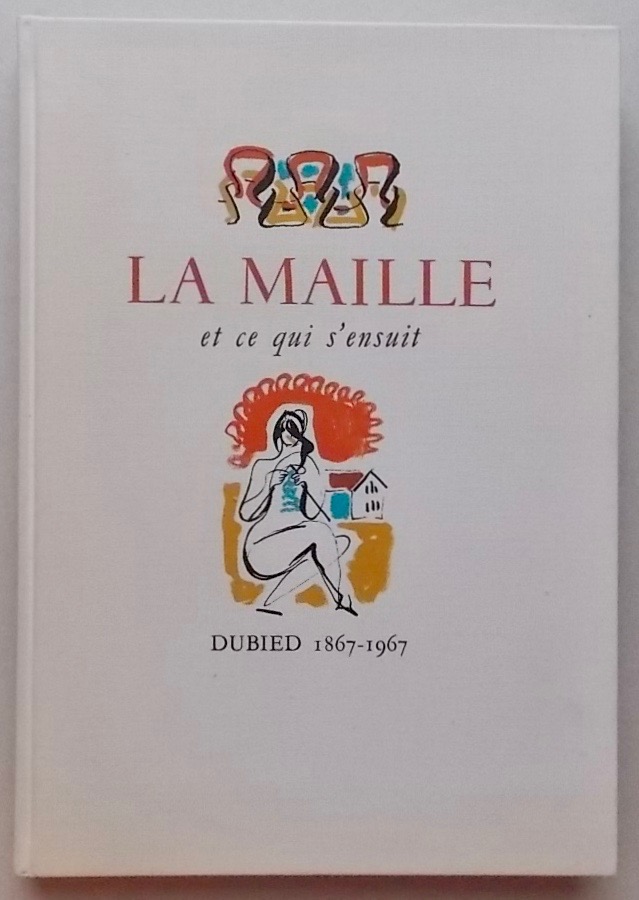 LA MAILLE
et ce qui s'ensuit
DUBIED 1867-1967